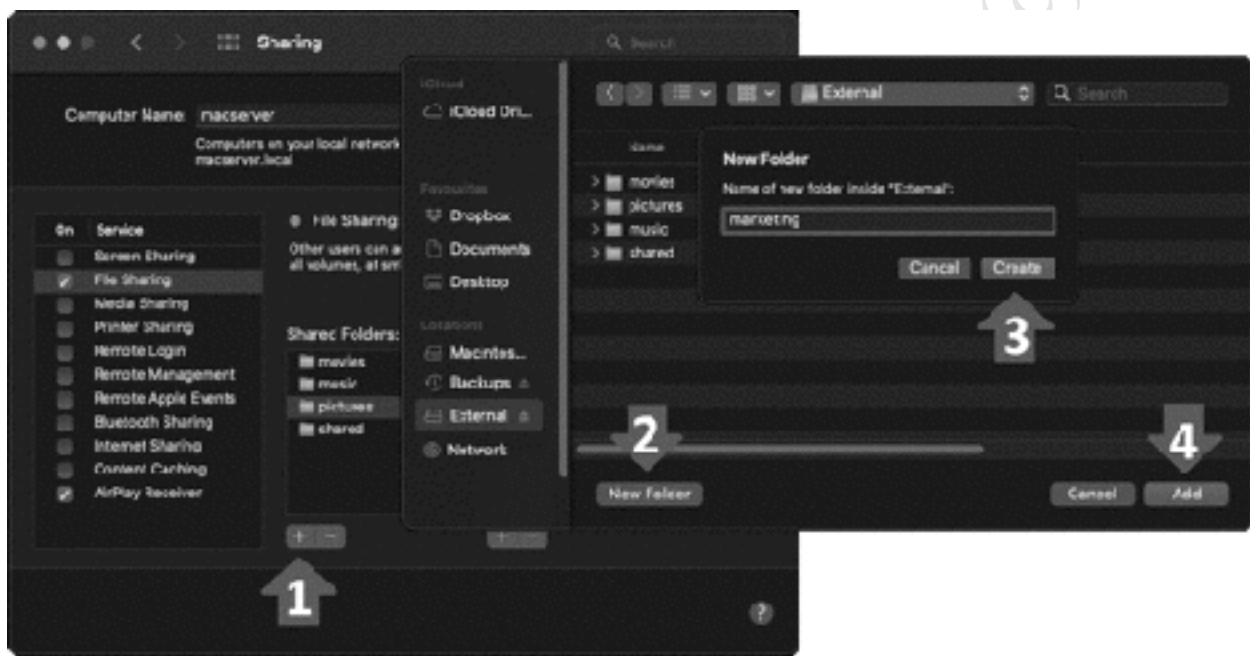 Sharing
Search
Computer Name: macserver
Computers on your local network
macserver.local
On Service
Screen Sharing
File Sharing
Media Sharing
Printer Sharing
Remote Login
Remote Management
Remote Apple Events
Bluetooth Sharing
Internet Sharing
Content Caching
AirPlay Receiver
File Sharing
Other users can a
all volumes, at
Shared Folders:
movies
music
pictures
shared
+ -
+ -
1
?
iCloud
iCloud Dri...
Favourites
Dropbox
Documents
Desktop
Locations
Macintos...
Backups
External
Network
External
Search
Name
movies
pictures
music
shared
New Folder
Name of new folder inside "External":
marketing
Cancel Create
3
2
4
New Folder
Cancel Add